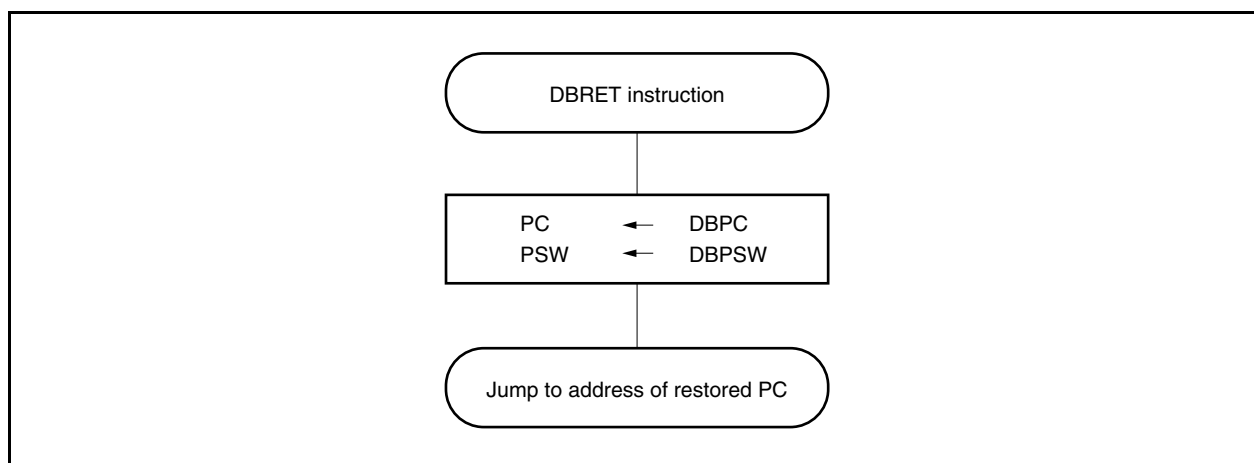 DBRET instruction
PC ← DBPC
PSW ← DBPSW
Jump to address of restored PC